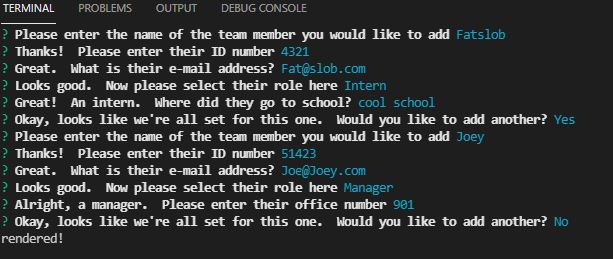 TERMINAL PROBLEMS OUTPUT DEBUG CONSOLE
? Please enter the name of the team member you would like to add Fatslob
? Thanks!  Please enter their ID number 4321
? Great.  What is their e-mail address? Fat@slob.com
? Looks good.  Now please select their role here Intern
? Great!  An intern.  Where did they go to school? cool school
? Okay, looks like we're all set for this one.  Would you like to add another? Yes
? Please enter the name of the team member you would like to add Joey
? Thanks!  Please enter their ID number 51423
? Great.  What is their e-mail address? Joe@Joey.com
? Looks good.  Now please select their role here Manager
? Alright, a manager.  Please enter their office number 901
? Okay, looks like we're all set for this one.  Would you like to add another? No
rendered!